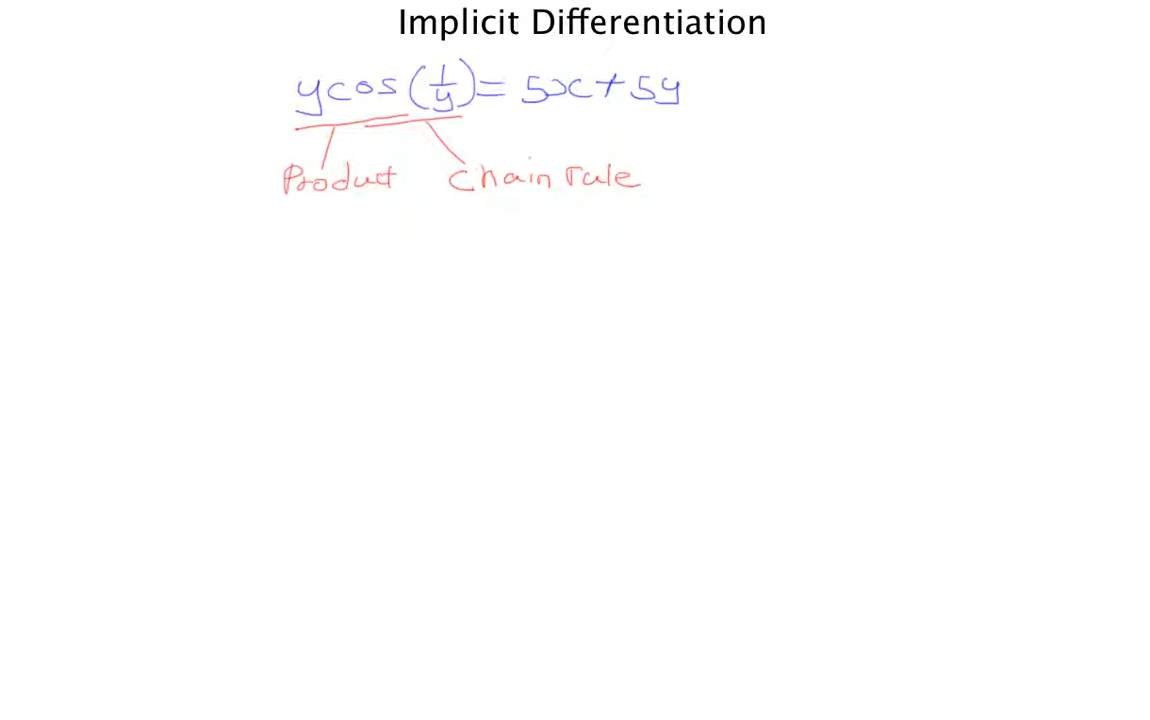 Implicit Differentiation
ycos(1/y) = 5x + 5y
Product chain rule